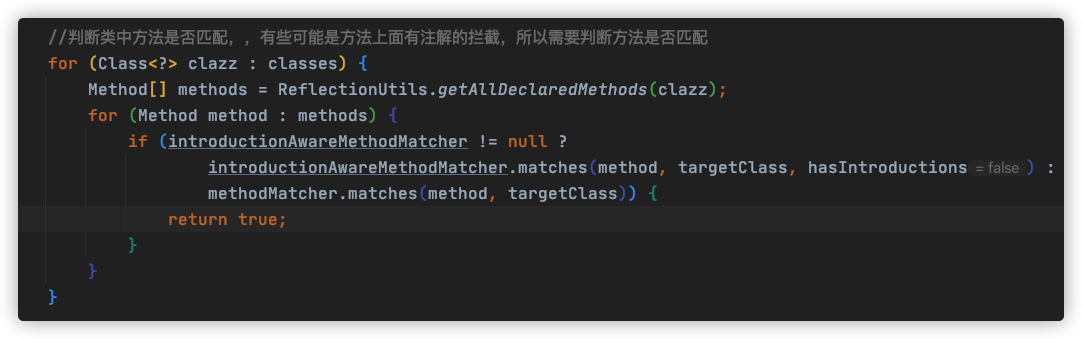 //判断类中方法是否匹配，，有些可能是方法上面有注解的拦截，所以需要判断方法是否匹配
for (Class<?> clazz : classes) {
    Method[] methods = ReflectionUtils.getAllDeclaredMethods(clazz);
    for (Method method : methods) {
        if (introductionAwareMethodMatcher != null ?
                introductionAwareMethodMatcher.matches(method, targetClass, hasIntroductions = false) :
                methodMatcher.matches(method, targetClass)) {
            return true;
        }
    }
}